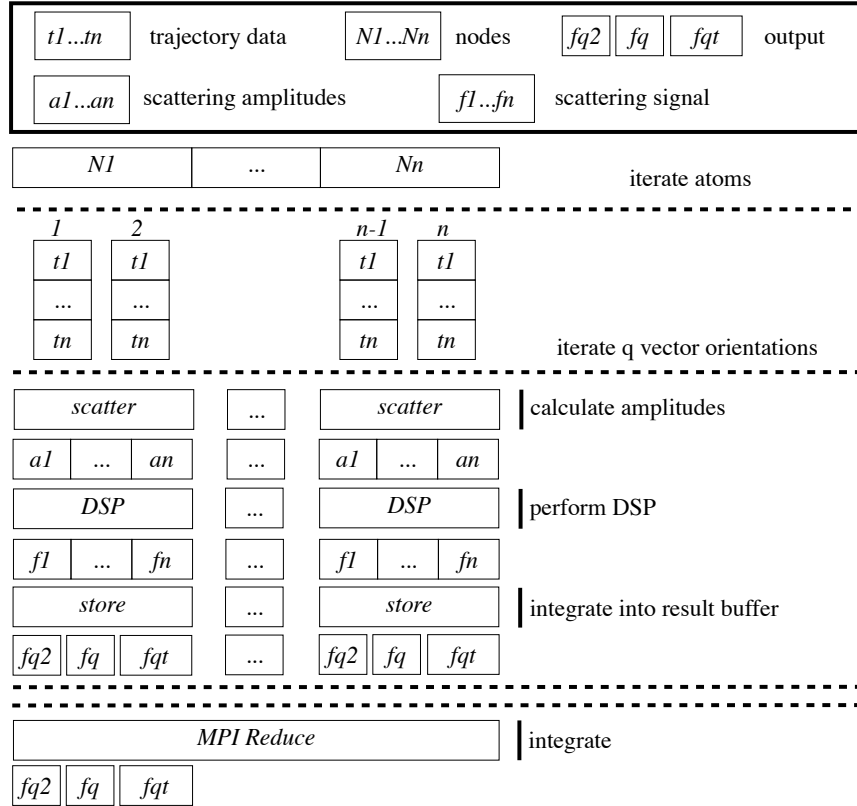 t1...tn trajectory data N1...Nn nodes fq2 fq fqt output
a1...an scattering amplitudes f1...fn scattering signal
N1 ... Nn iterate atoms
1 2 n-1 n
t1 t1 t1 t1
... ... ... ...
tn tn tn tn iterate q vector orientations
scatter ... scatter calculate amplitudes
a1 ... an ... a1 ... an
DSP ... DSP perform DSP
f1 ... fn ... f1 ... fn
store ... store integrate into result buffer
fq2 fq fqt ... fq2 fq fqt
MPI Reduce integrate
fq2 fq fqt